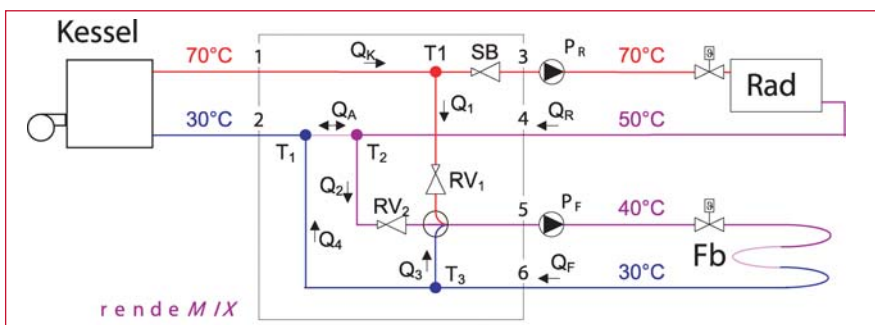 Kessel
70°C 1 Q_K T1 SB 3 P_R 70°C
Rad
30°C 2 Q_A Q_1 4 Q_R 50°C
T_1 T_2
RV_1
Q_2 RV_2 5 P_F 40°C
Q_4 Fb
Q_3 T_3 6 Q_F 30°C
rendeMIX